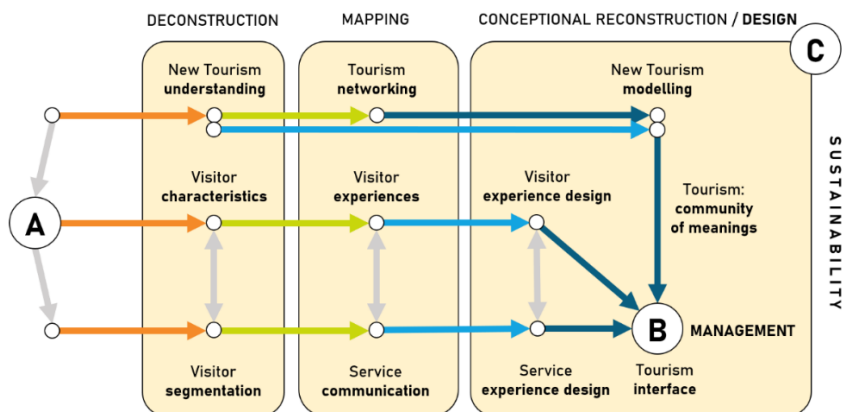 DECONSTRUCTION
MAPPING
CONCEPTIONAL RECONSTRUCTION / DESIGN
C
New Tourism
understanding
Tourism
networking
New Tourism
modelling
SUSTAINABILITY
A
Visitor
characteristics
Visitor
experiences
Visitor
experience design
Tourism:
community
of meanings
B
MANAGEMENT
Visitor
segmentation
Service
communication
Service
experience design
Tourism
interface